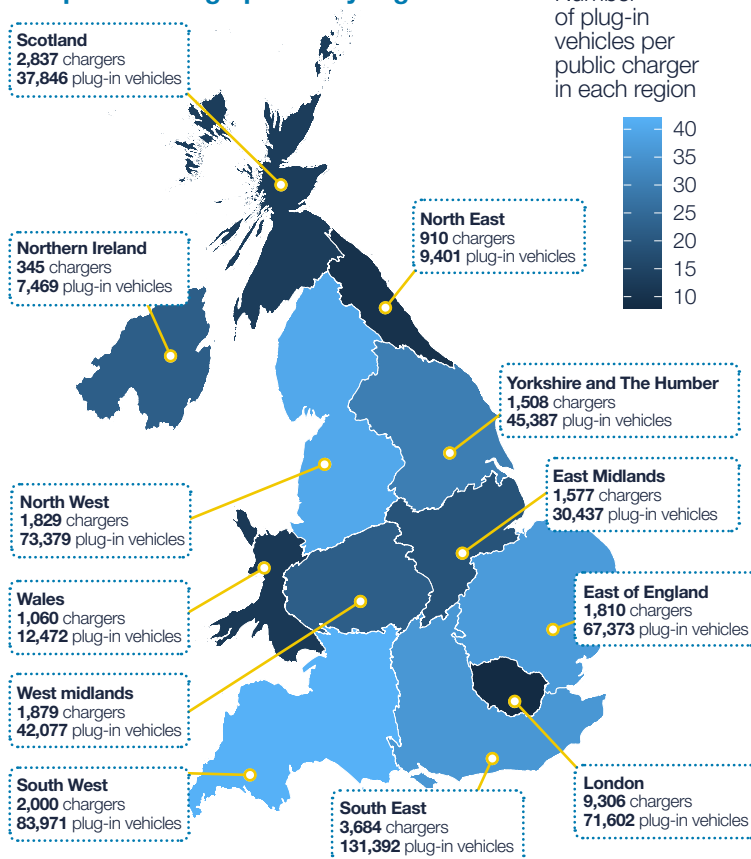 of plug-in
vehicles per
public charger
in each region
40
35
30
25
20
15
10
Scotland
2,837 chargers
37,846 plug-in vehicles
North East
910 chargers
9,401 plug-in vehicles
Northern Ireland
345 chargers
7,469 plug-in vehicles
Yorkshire and The Humber
1,508 chargers
45,387 plug-in vehicles
East Midlands
1,577 chargers
30,437 plug-in vehicles
North West
1,829 chargers
73,379 plug-in vehicles
East of England
1,810 chargers
67,373 plug-in vehicles
Wales
1,060 chargers
12,472 plug-in vehicles
West midlands
1,879 chargers
42,077 plug-in vehicles
South West
2,000 chargers
83,971 plug-in vehicles
South East
3,684 chargers
131,392 plug-in vehicles
London
9,306 chargers
71,602 plug-in vehicles